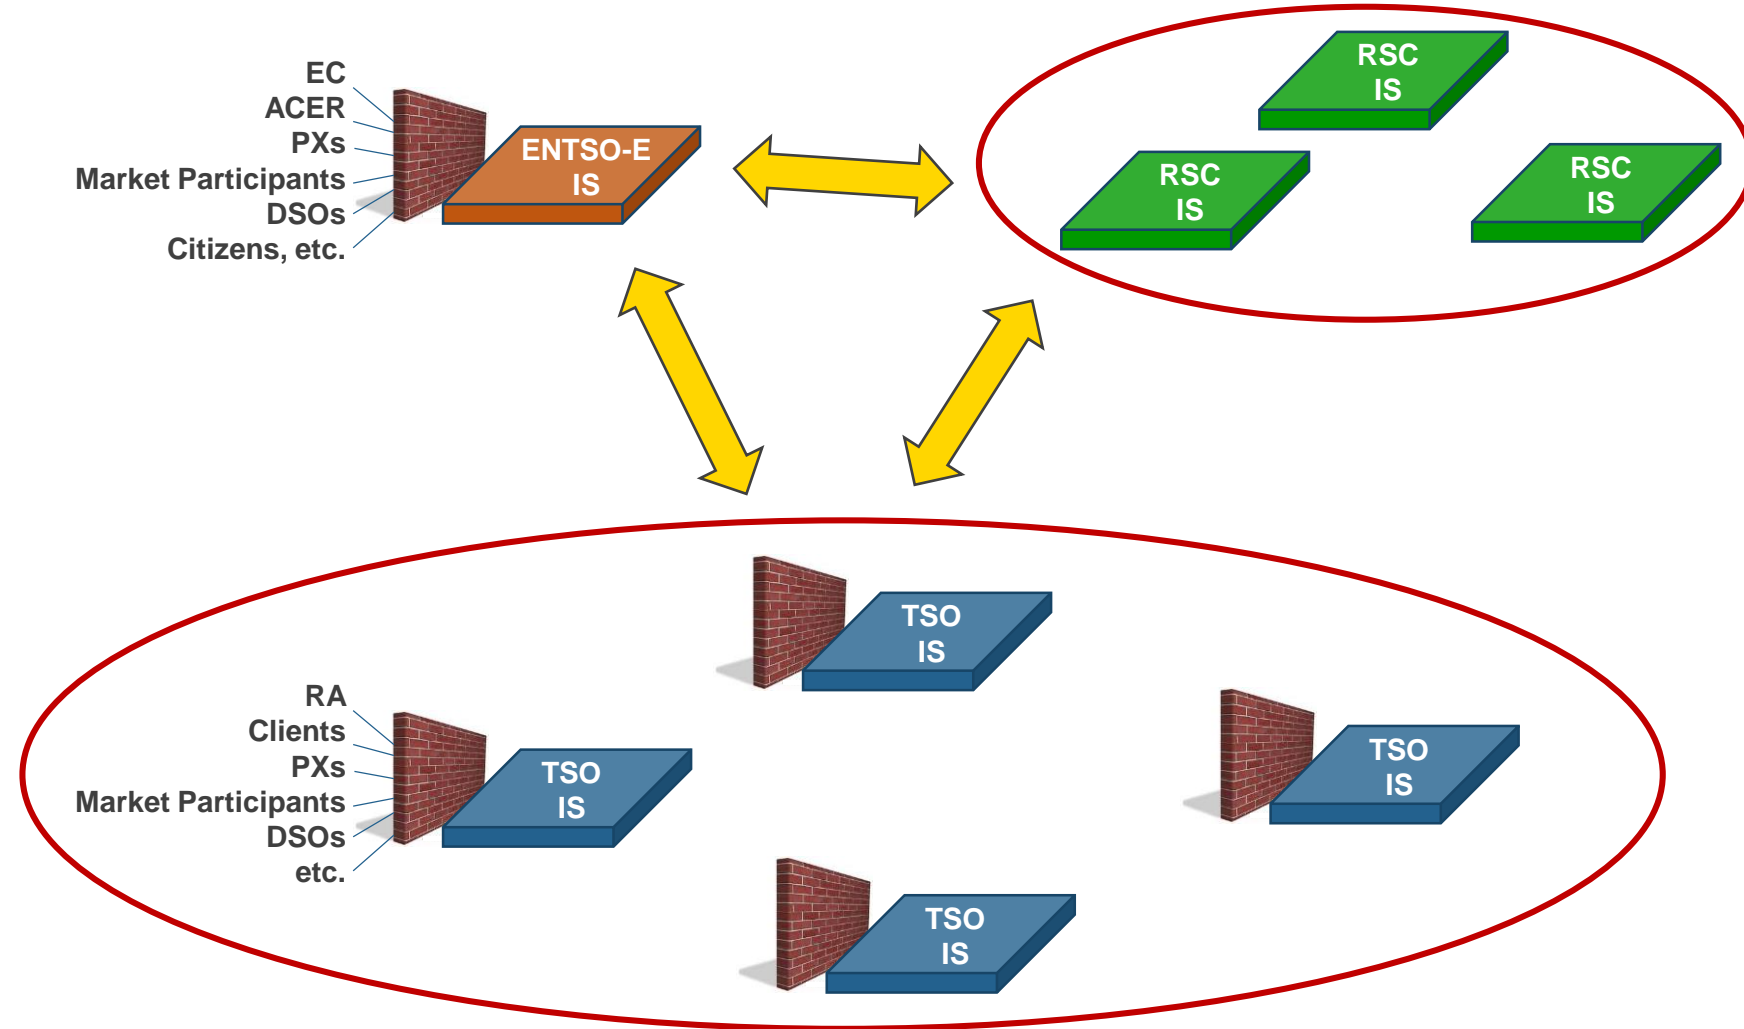 EC
ACER
PXs
Market Participants
DSOs
Citizens, etc.
ENTSO-E
IS
RSC
IS
RSC
IS
RSC
IS
TSO
IS
RA
Clients
PXs
Market Participants
DSOs
etc.
TSO
IS
TSO
IS
TSO
IS